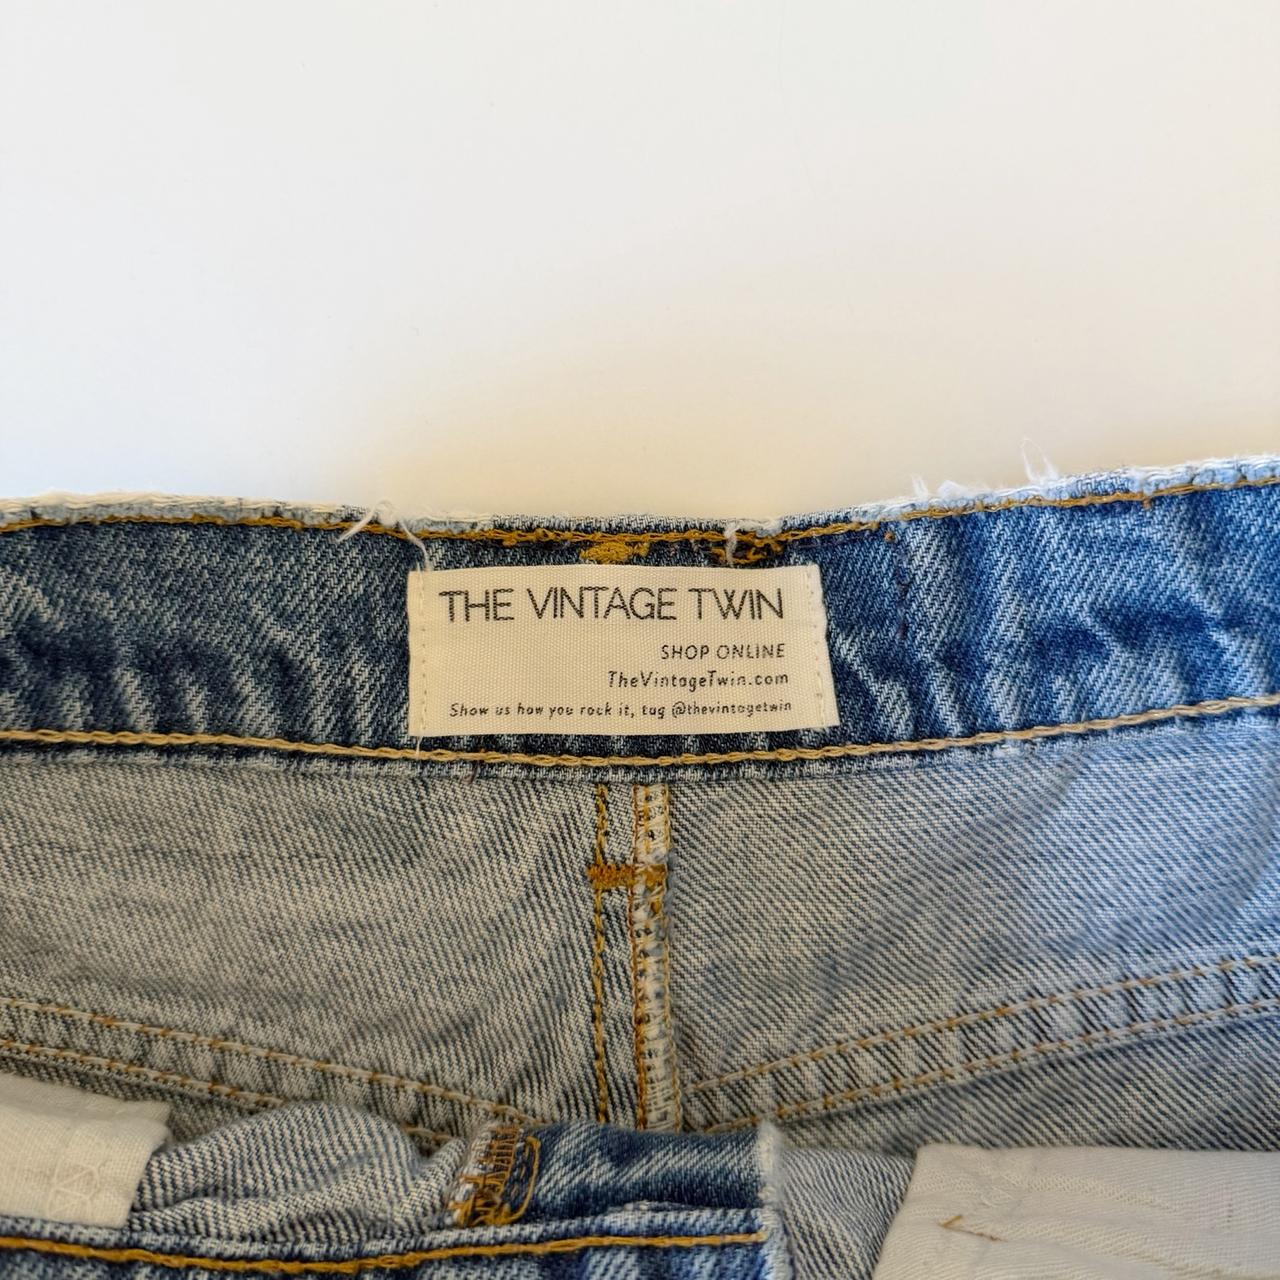 THE VINTAGE TWIN
SHOP ONLINE
TheVintageTwin.com
Show us how you rock it, tag @thevintagetwin